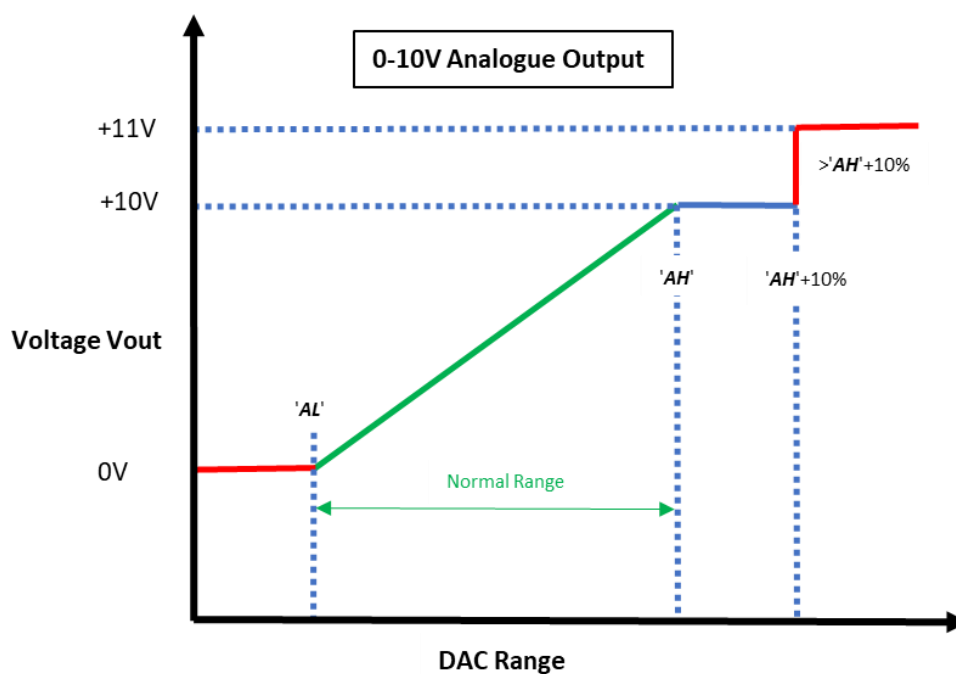 0-10V Analogue Output
+11V
>'AH'+10%
+10V
'AH'
'AH'+10%
Voltage Vout
'AL'
0V
Normal Range
DAC Range